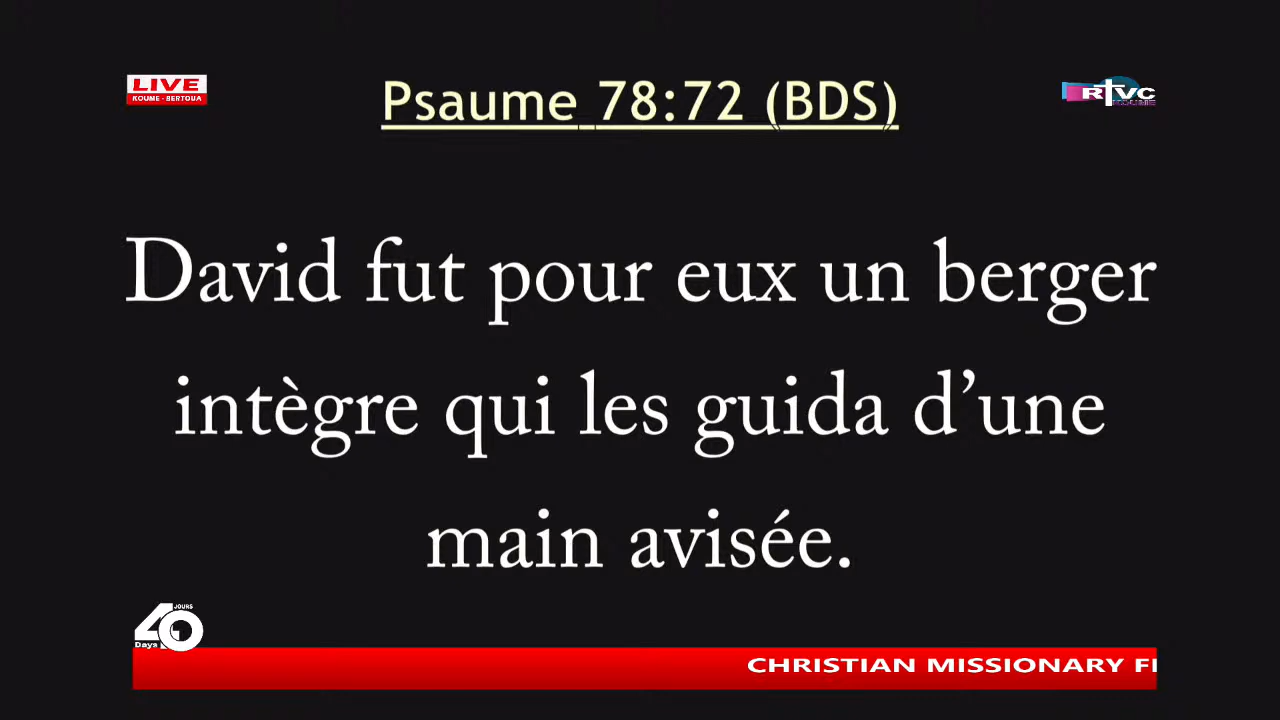 LIVE
KOUME - BERTOUA
Psaume 78:72 (BDS)
RTVC
KOUME
David fut pour eux un berger
intègre qui les guida d’une
main avisée.
40
JOURS
Days
CHRISTIAN MISSIONARY